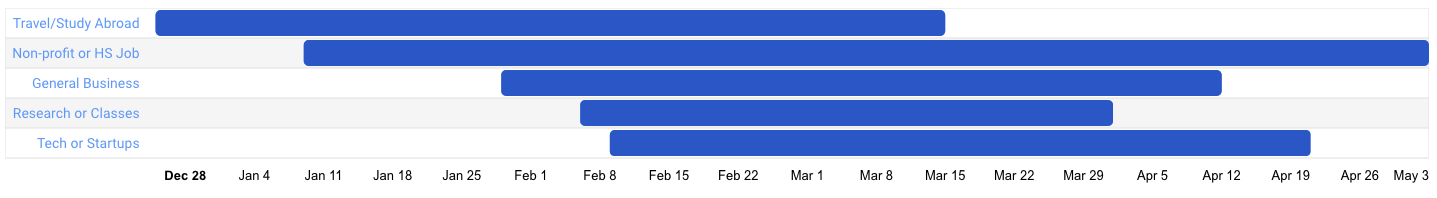 Travel/Study Abroad
Non-profit or HS Job
General Business
Research or Classes
Tech or Startups
Dec 28 Jan 4 Jan 11 Jan 18 Jan 25 Feb 1 Feb 8 Feb 15 Feb 22 Mar 1 Mar 8 Mar 15 Mar 22 Mar 29 Apr 5 Apr 12 Apr 19 Apr 26 May 3